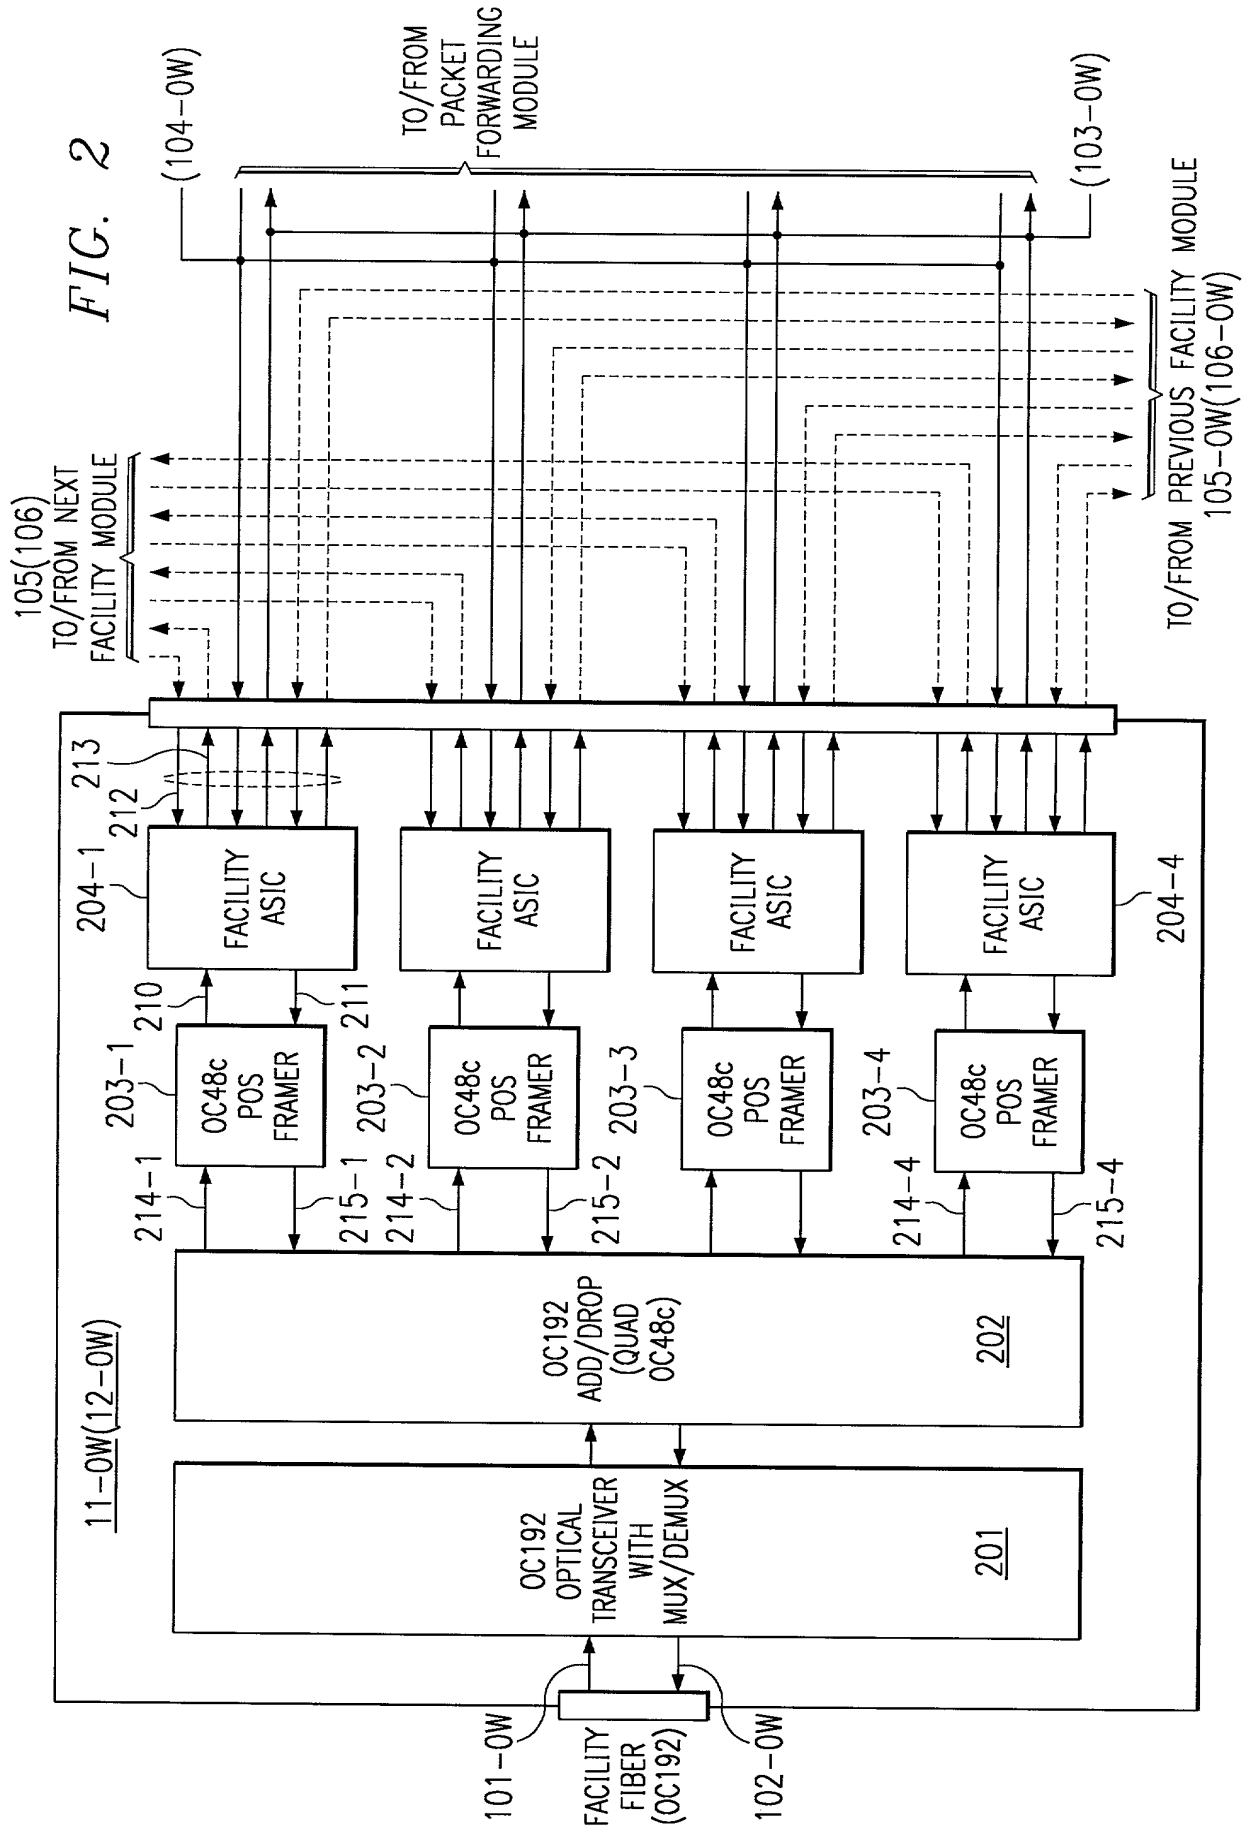 FIG. 2
11-0W(12-0W)
101-0W
FACILITY
FIBER
(OC192)
102-0W
OC192
OPTICAL
TRANSCEIVER
WITH
MUX/DEMUX
201
OC192
ADD/DROP
(QUAD
OC48c)
202
214-1
215-1
214-2
215-2
214-4
215-4
203-1
OC48c
POS
FRAMER
203-2
OC48c
POS
FRAMER
203-3
OC48c
POS
FRAMER
203-4
OC48c
POS
FRAMER
210
211
204-1
FACILITY
ASIC
FACILITY
ASIC
FACILITY
ASIC
FACILITY
ASIC
204-4
212
213
105(106)
TO/FROM NEXT
FACILITY MODULE
(104-0W)
TO/FROM
PACKET
FORWARDING
MODULE
(103-0W)
TO/FROM PREVIOUS FACILITY MODULE
105-0W(106-0W)